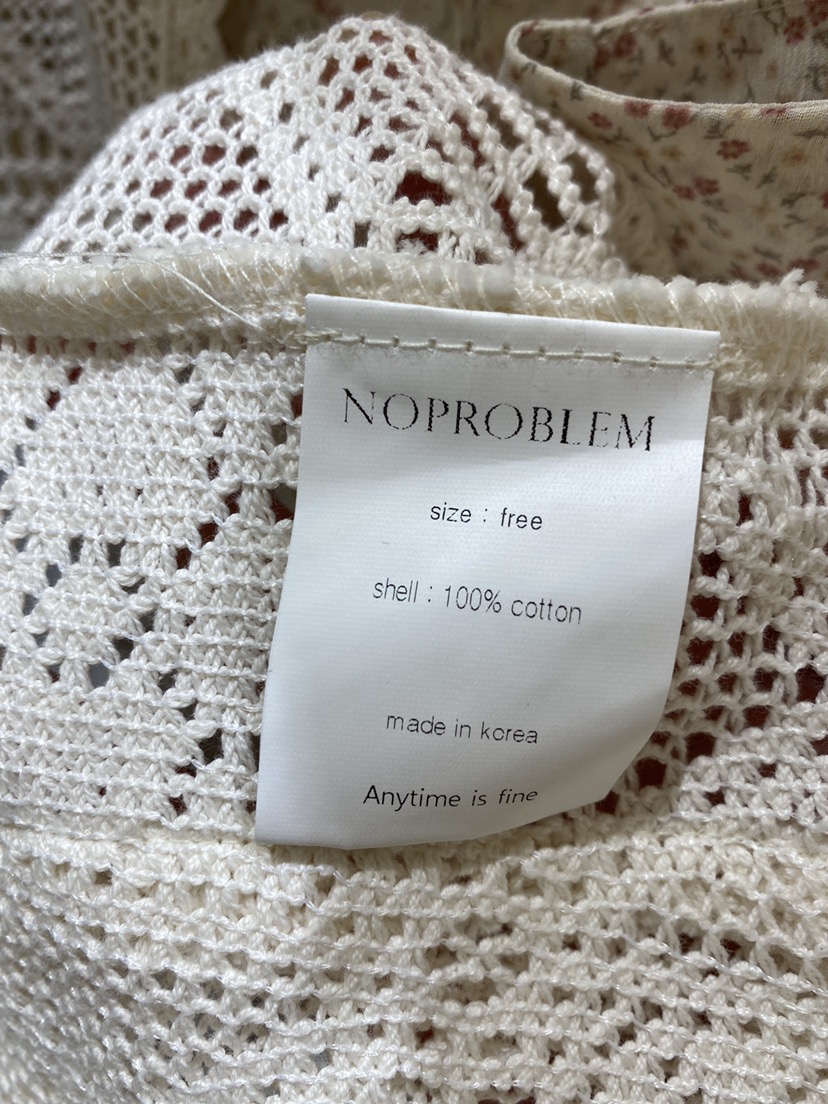 NOPROBLEM
size : free
shell : 100% cotton
made in korea
Anytime is fine